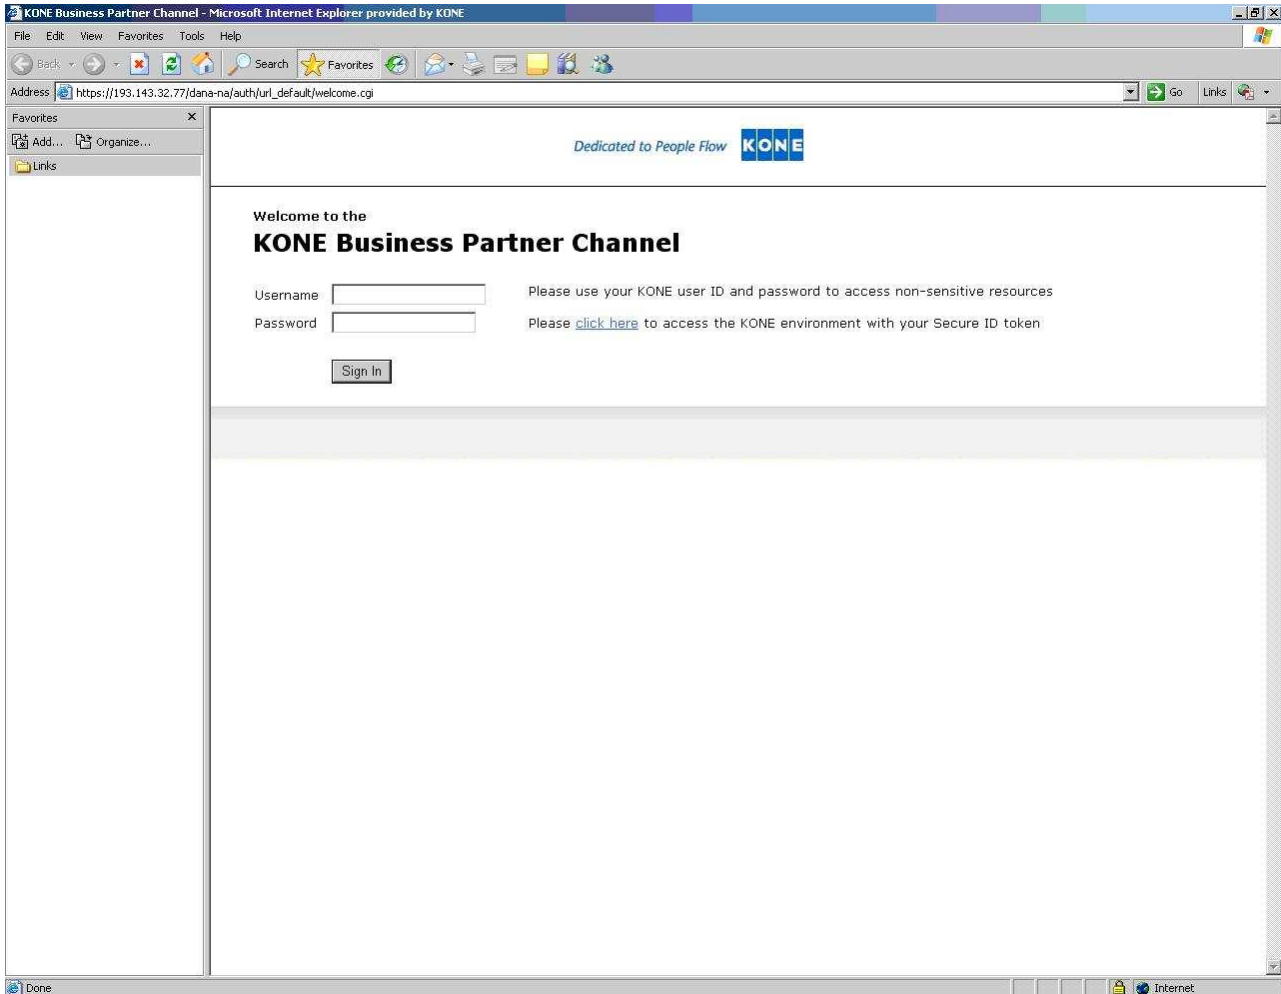 KONE Business Partner Channel - Microsoft Internet Explorer provided by KONE
File Edit View Favorites Tools Help
Back Search Favorites
Address https://193.143.32.77/dana-na/auth/url_default/welcome.cgi Go Links
Favorites
Add... Organize...
Links
Dedicated to People Flow KONE
Welcome to the
KONE Business Partner Channel
Username Please use your KONE user ID and password to access non-sensitive resources
Password Please click here to access the KONE environment with your Secure ID token
Sign In
Done Internet